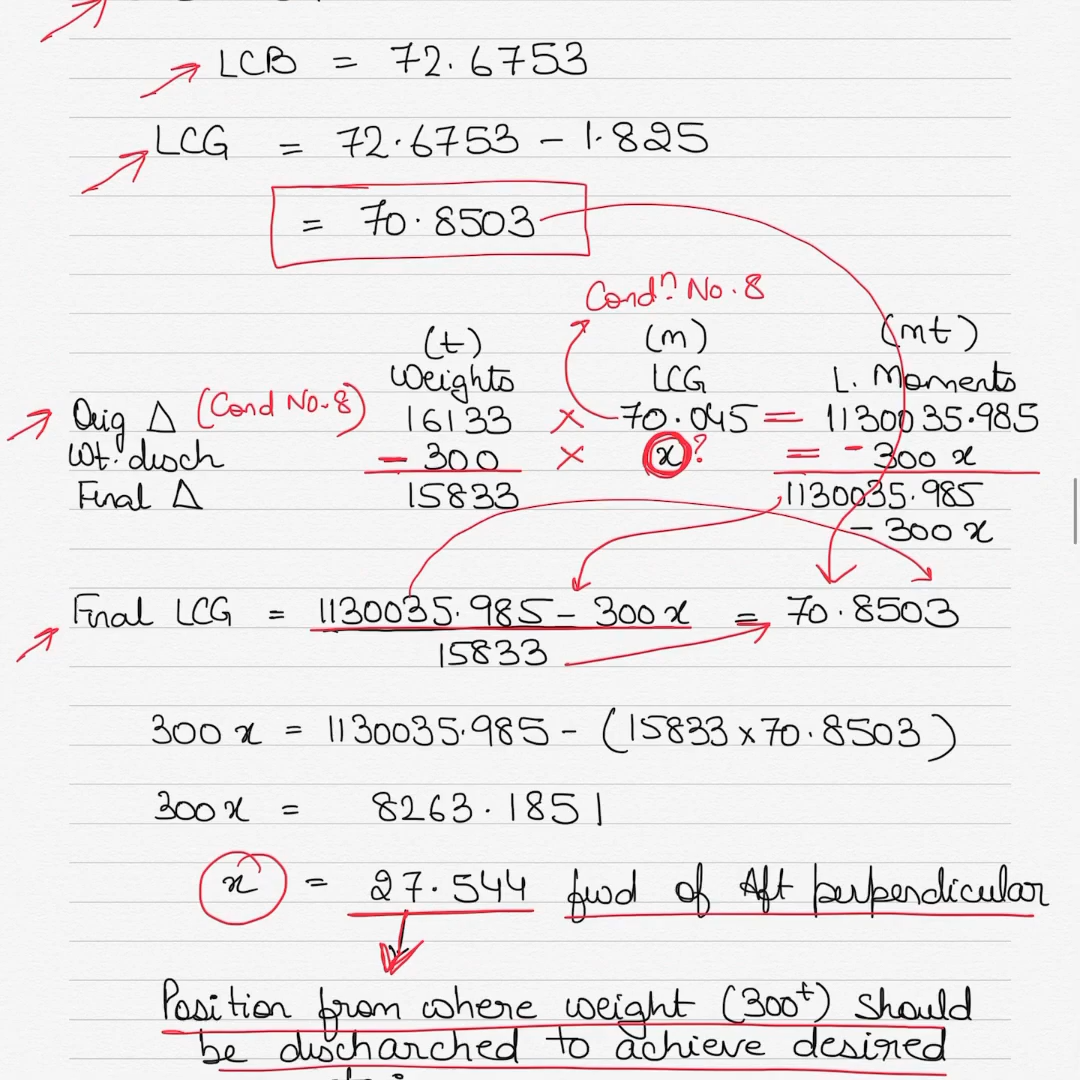 LCB = 72.6753
LCG = 72.6753 - 1.825
= 70.8503
Condn No. 8
(t) (m) (mt)
Weights LCG L. Moments
Orig Δ (Cond No. 8) 16133 × 70.045 = 1130035.985
Wt. disch - 300 × x? = - 300 x
Final Δ 15833 1130035.985
- 300 x
Final LCG = 1130035.985 - 300 x = 70.8503
15833
300 x = 1130035.985 - (15833 × 70.8503)
300 x = 8263.1851
x = 27.544 fwd of Aft perpendicular
Position from where weight (300t) should
be discharched to achieve desired